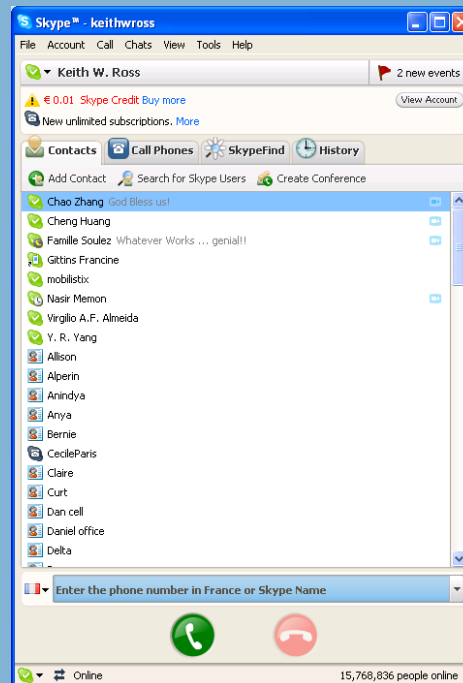 Skype™ - keithwross
File Account Call Chats View Tools Help
Keith W. Ross 2 new events
€ 0.01 Skype Credit Buy more View Account
New unlimited subscriptions. More
Contacts Call Phones SkypeFind History
Add Contact Search for Skype Users Create Conference
Chao Zhang God Bless us!
Cheng Huang
Famille Soulez Whatever Works ... genial!!
Gittins Francine
mobilistix
Nasir Memon
Virgilio A.F. Almeida
Y. R. Yang
Allison
Alperin
Anindya
Anya
Bernie
CecileParis
Claire
Curt
Dan cell
Daniel office
Delta
Enter the phone number in France or Skype Name
Online 15,768,836 people online